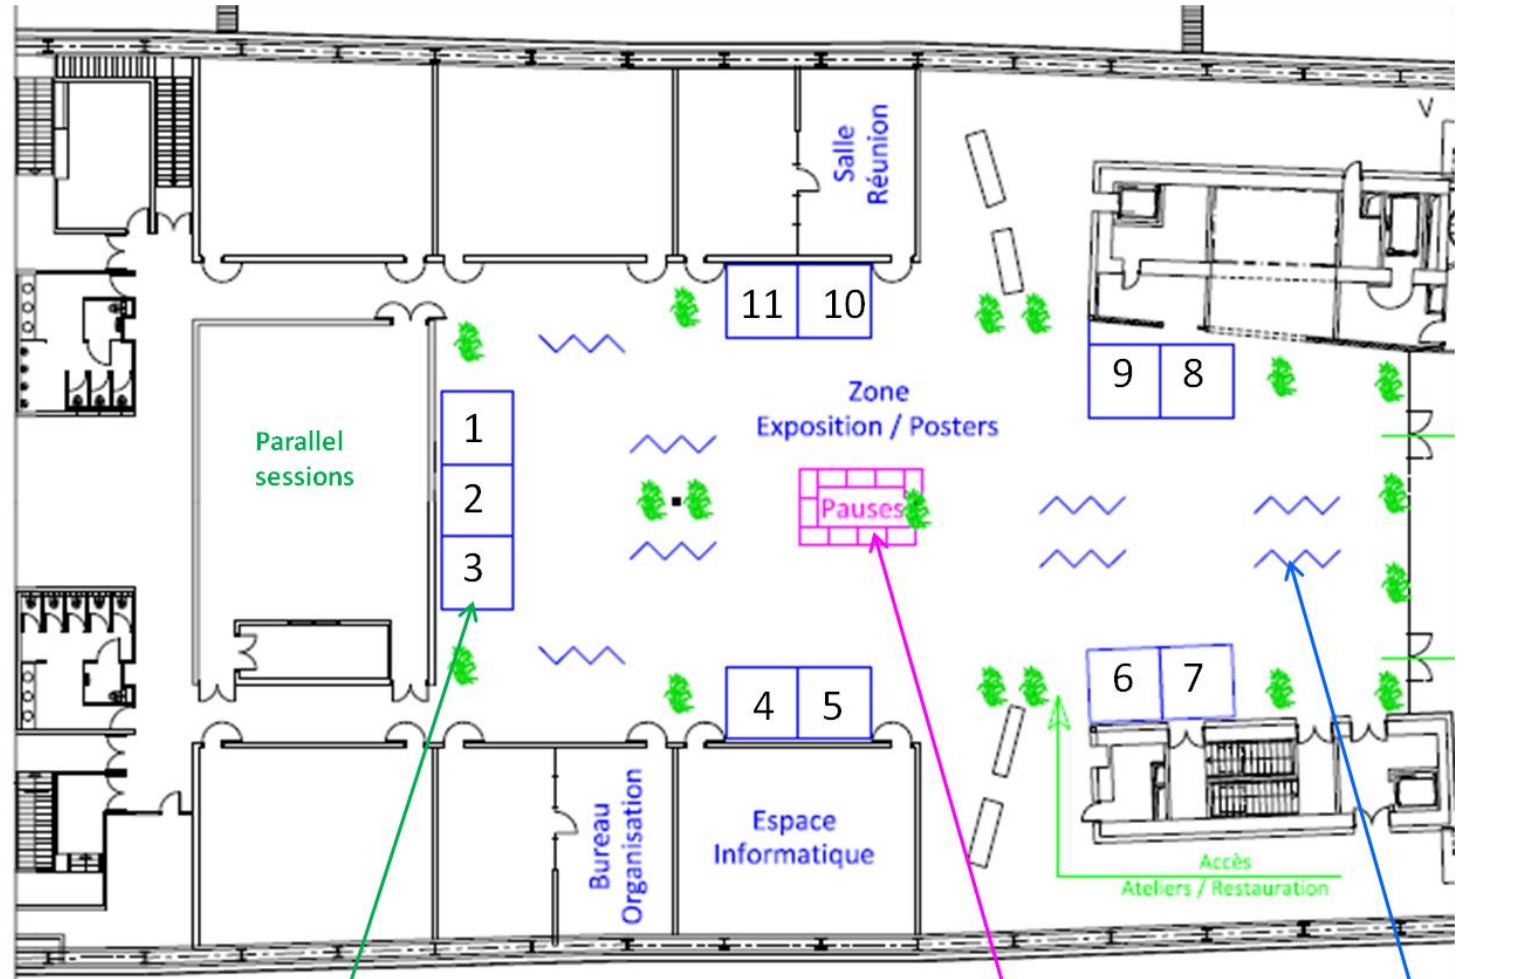 Salle
Réunion
11
10
9
8
Zone
Exposition / Posters
1
2
3
Parallel
sessions
Pauses
4
5
6
7
Bureau
Organisation
Espace
Informatique
Accès
Ateliers / Restauration